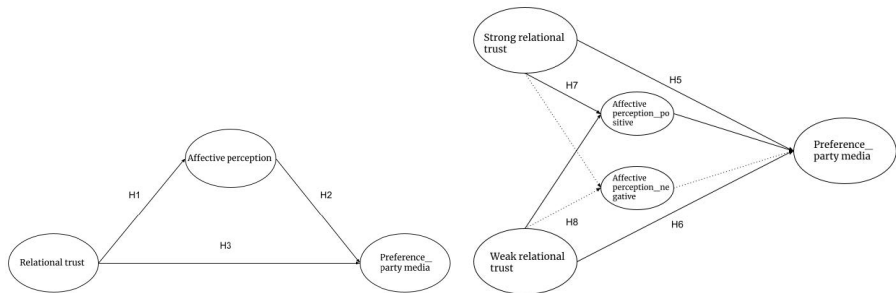 Affective perception
H1
H2
H3
Relational trust
Preference_
party media
Strong relational
trust
H5
H7
Affective
perception_po
sitive
Preference_
party media
Affective
perception_ne
gative
H8
H6
Weak relational
trust